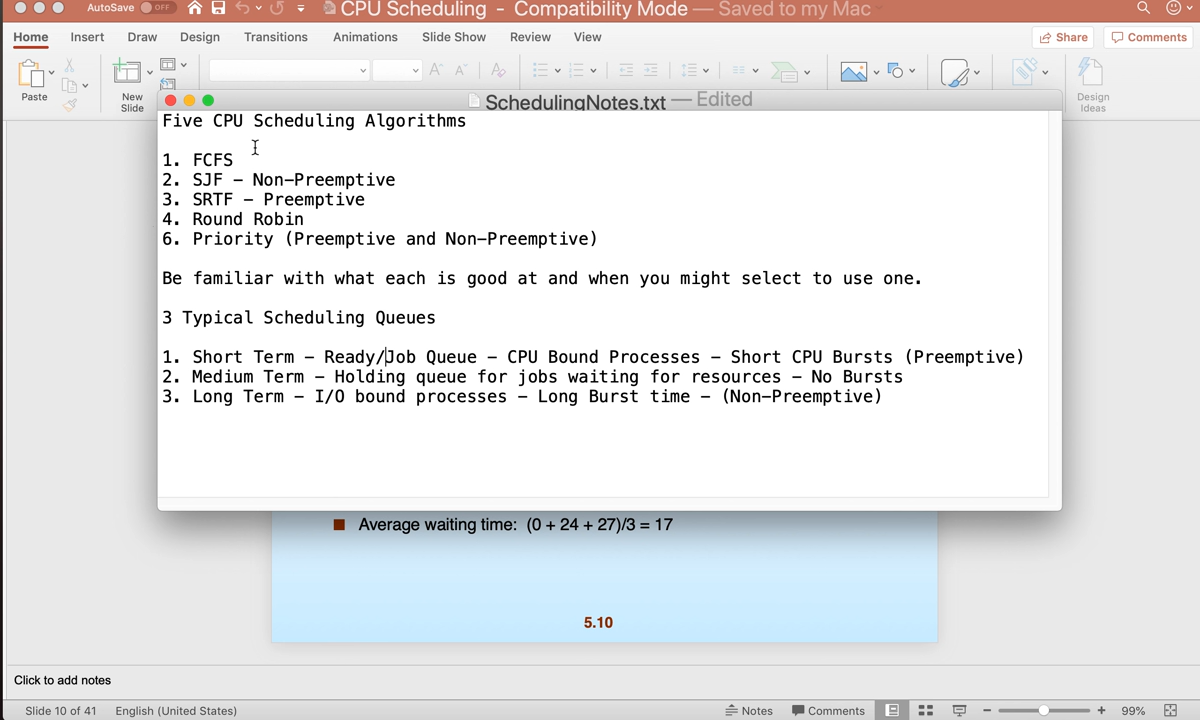 AutoSave OFF CPU Scheduling - Compatibility Mode — Saved to my Mac
Home Insert Draw Design Transitions Animations Slide Show Review View Share Comments
Paste New Slide Design Ideas
SchedulingNotes.txt — Edited
Five CPU Scheduling Algorithms
1. FCFS
2. SJF – Non-Preemptive
3. SRTF – Preemptive
4. Round Robin
6. Priority (Preemptive and Non-Preemptive)
Be familiar with what each is good at and when you might select to use one.
3 Typical Scheduling Queues
1. Short Term – Ready/Job Queue – CPU Bound Processes – Short CPU Bursts (Preemptive)
2. Medium Term – Holding queue for jobs waiting for resources – No Bursts
3. Long Term – I/O bound processes – Long Burst time – (Non-Preemptive)
Average waiting time: (0 + 24 + 27)/3 = 17
5.10
Click to add notes
Slide 10 of 41 English (United States) Notes Comments 99%